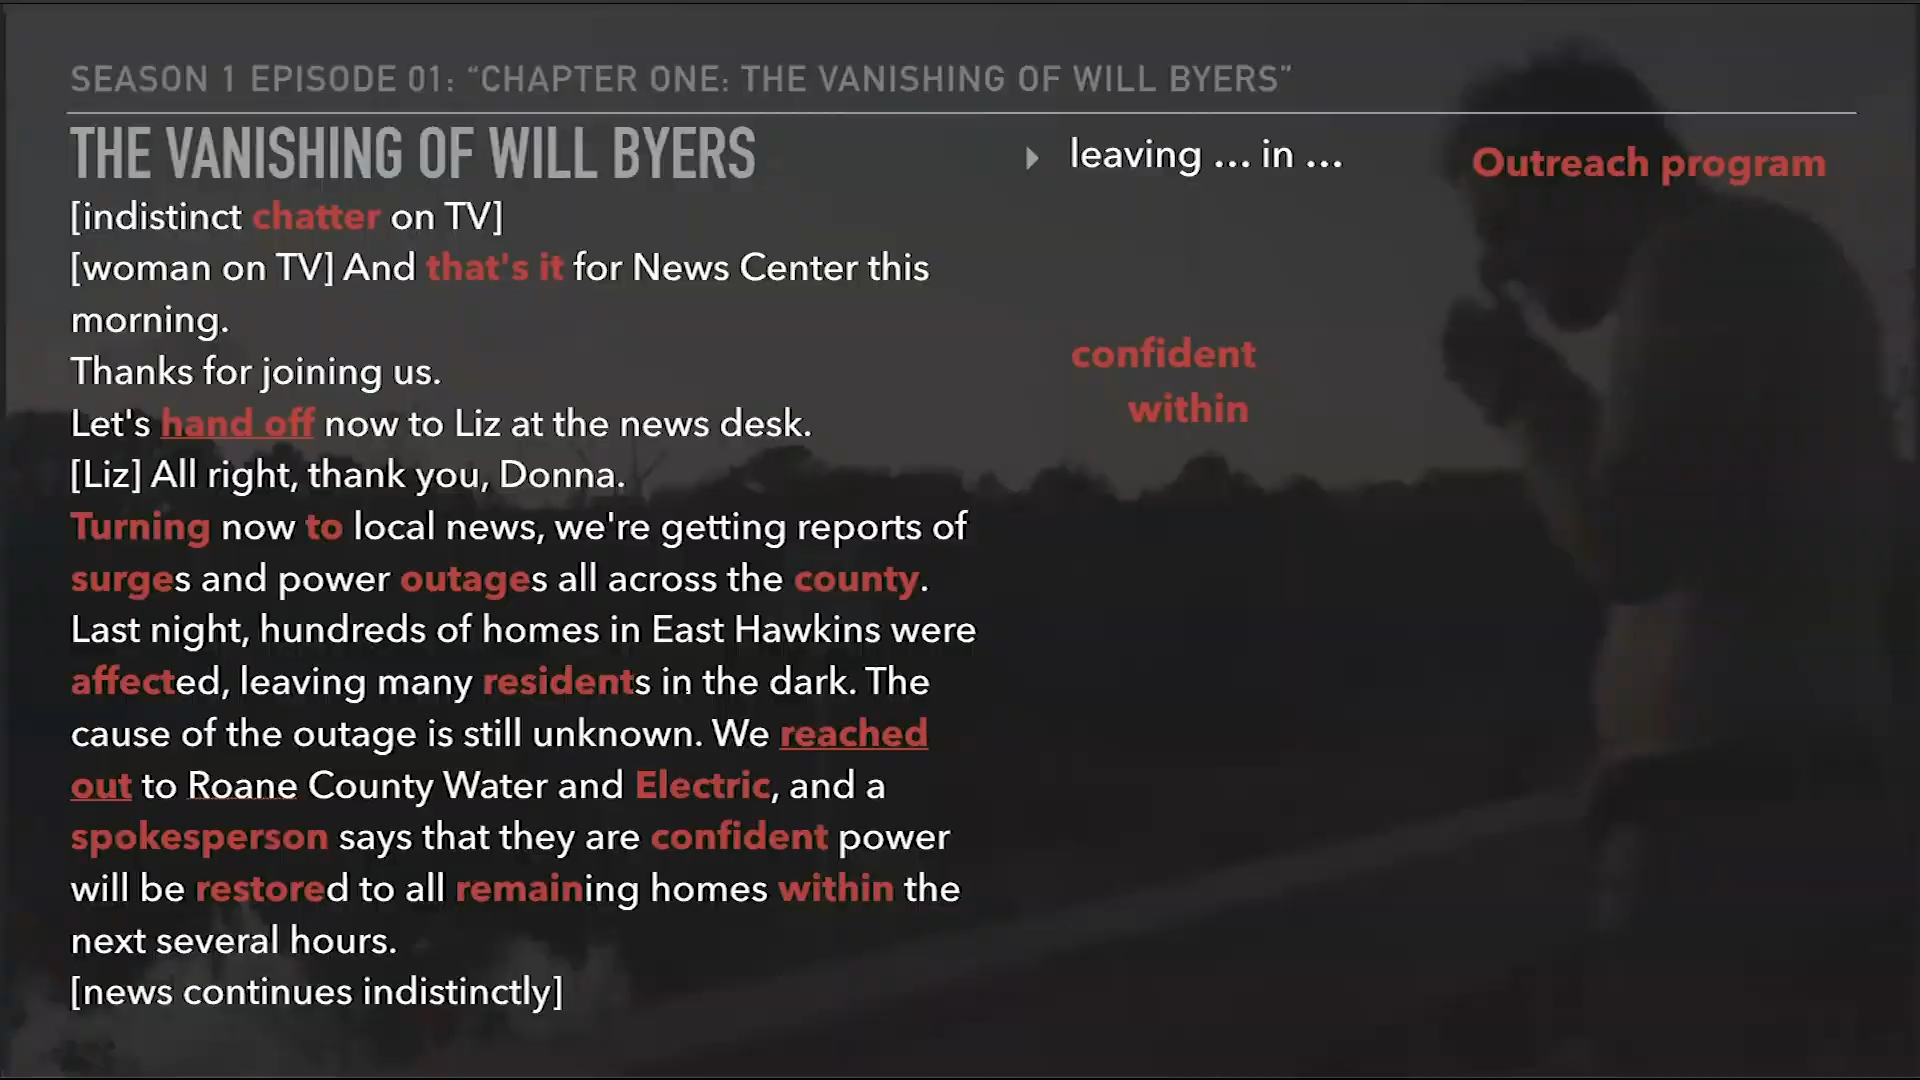 SEASON 1 EPISODE 01: “CHAPTER ONE: THE VANISHING OF WILL BYERS”
THE VANISHING OF WILL BYERS
[indistinct chatter on TV]
[woman on TV] And that's it for News Center this
morning.
Thanks for joining us.
Let's hand off now to Liz at the news desk.
[Liz] All right, thank you, Donna.
Turning now to local news, we're getting reports of
surges and power outages all across the county.
Last night, hundreds of homes in East Hawkins were
affected, leaving many residents in the dark. The
cause of the outage is still unknown. We reached
out to Roane County Water and Electric, and a
spokesperson says that they are confident power
will be restored to all remaining homes within the
next several hours.
[news continues indistinctly]
leaving ... in ...
Outreach program
confident
within